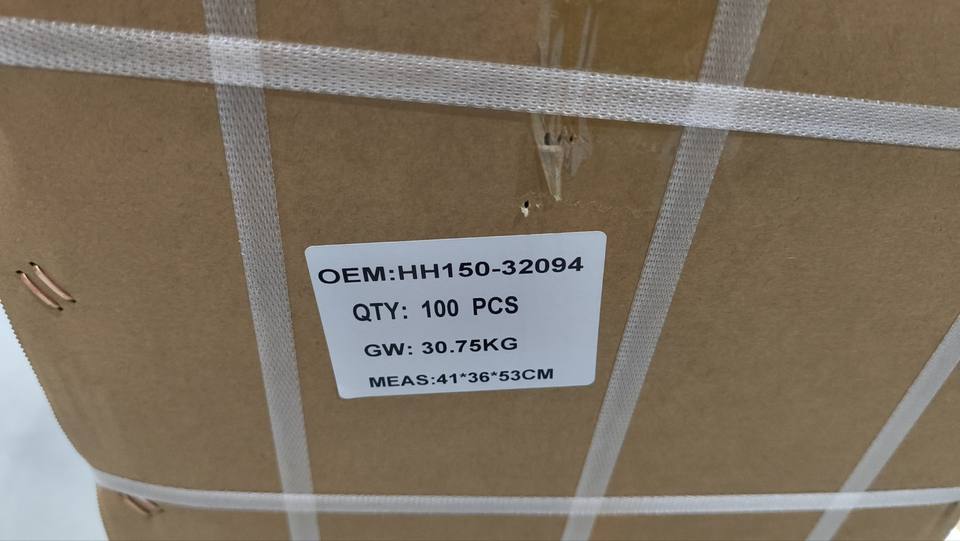 OEM:HH150-32094
QTY: 100 PCS
GW: 30.75KG
MEAS:41*36*53CM